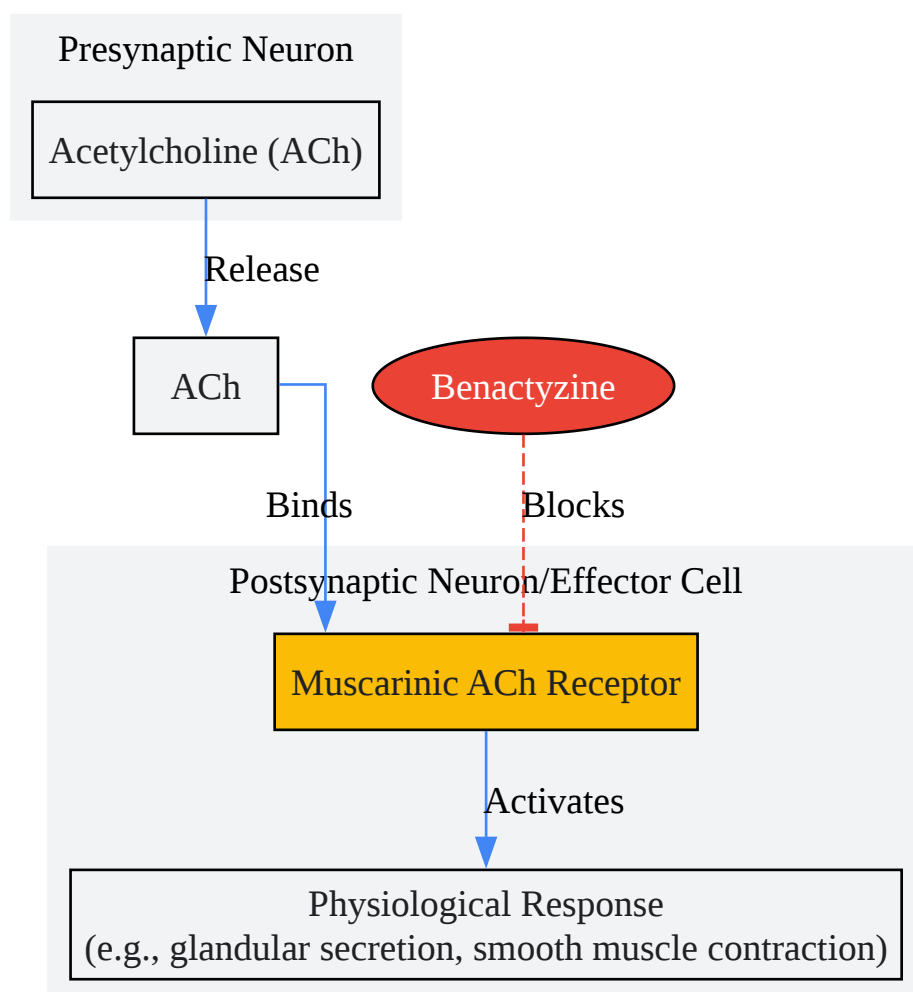 Presynaptic Neuron
Acetylcholine (ACh)
Release
ACh
Benactyzine
Binds
Blocks
Postsynaptic Neuron/Effector Cell
Muscarinic ACh Receptor
Activates
Physiological Response
(e.g., glandular secretion, smooth muscle contraction)